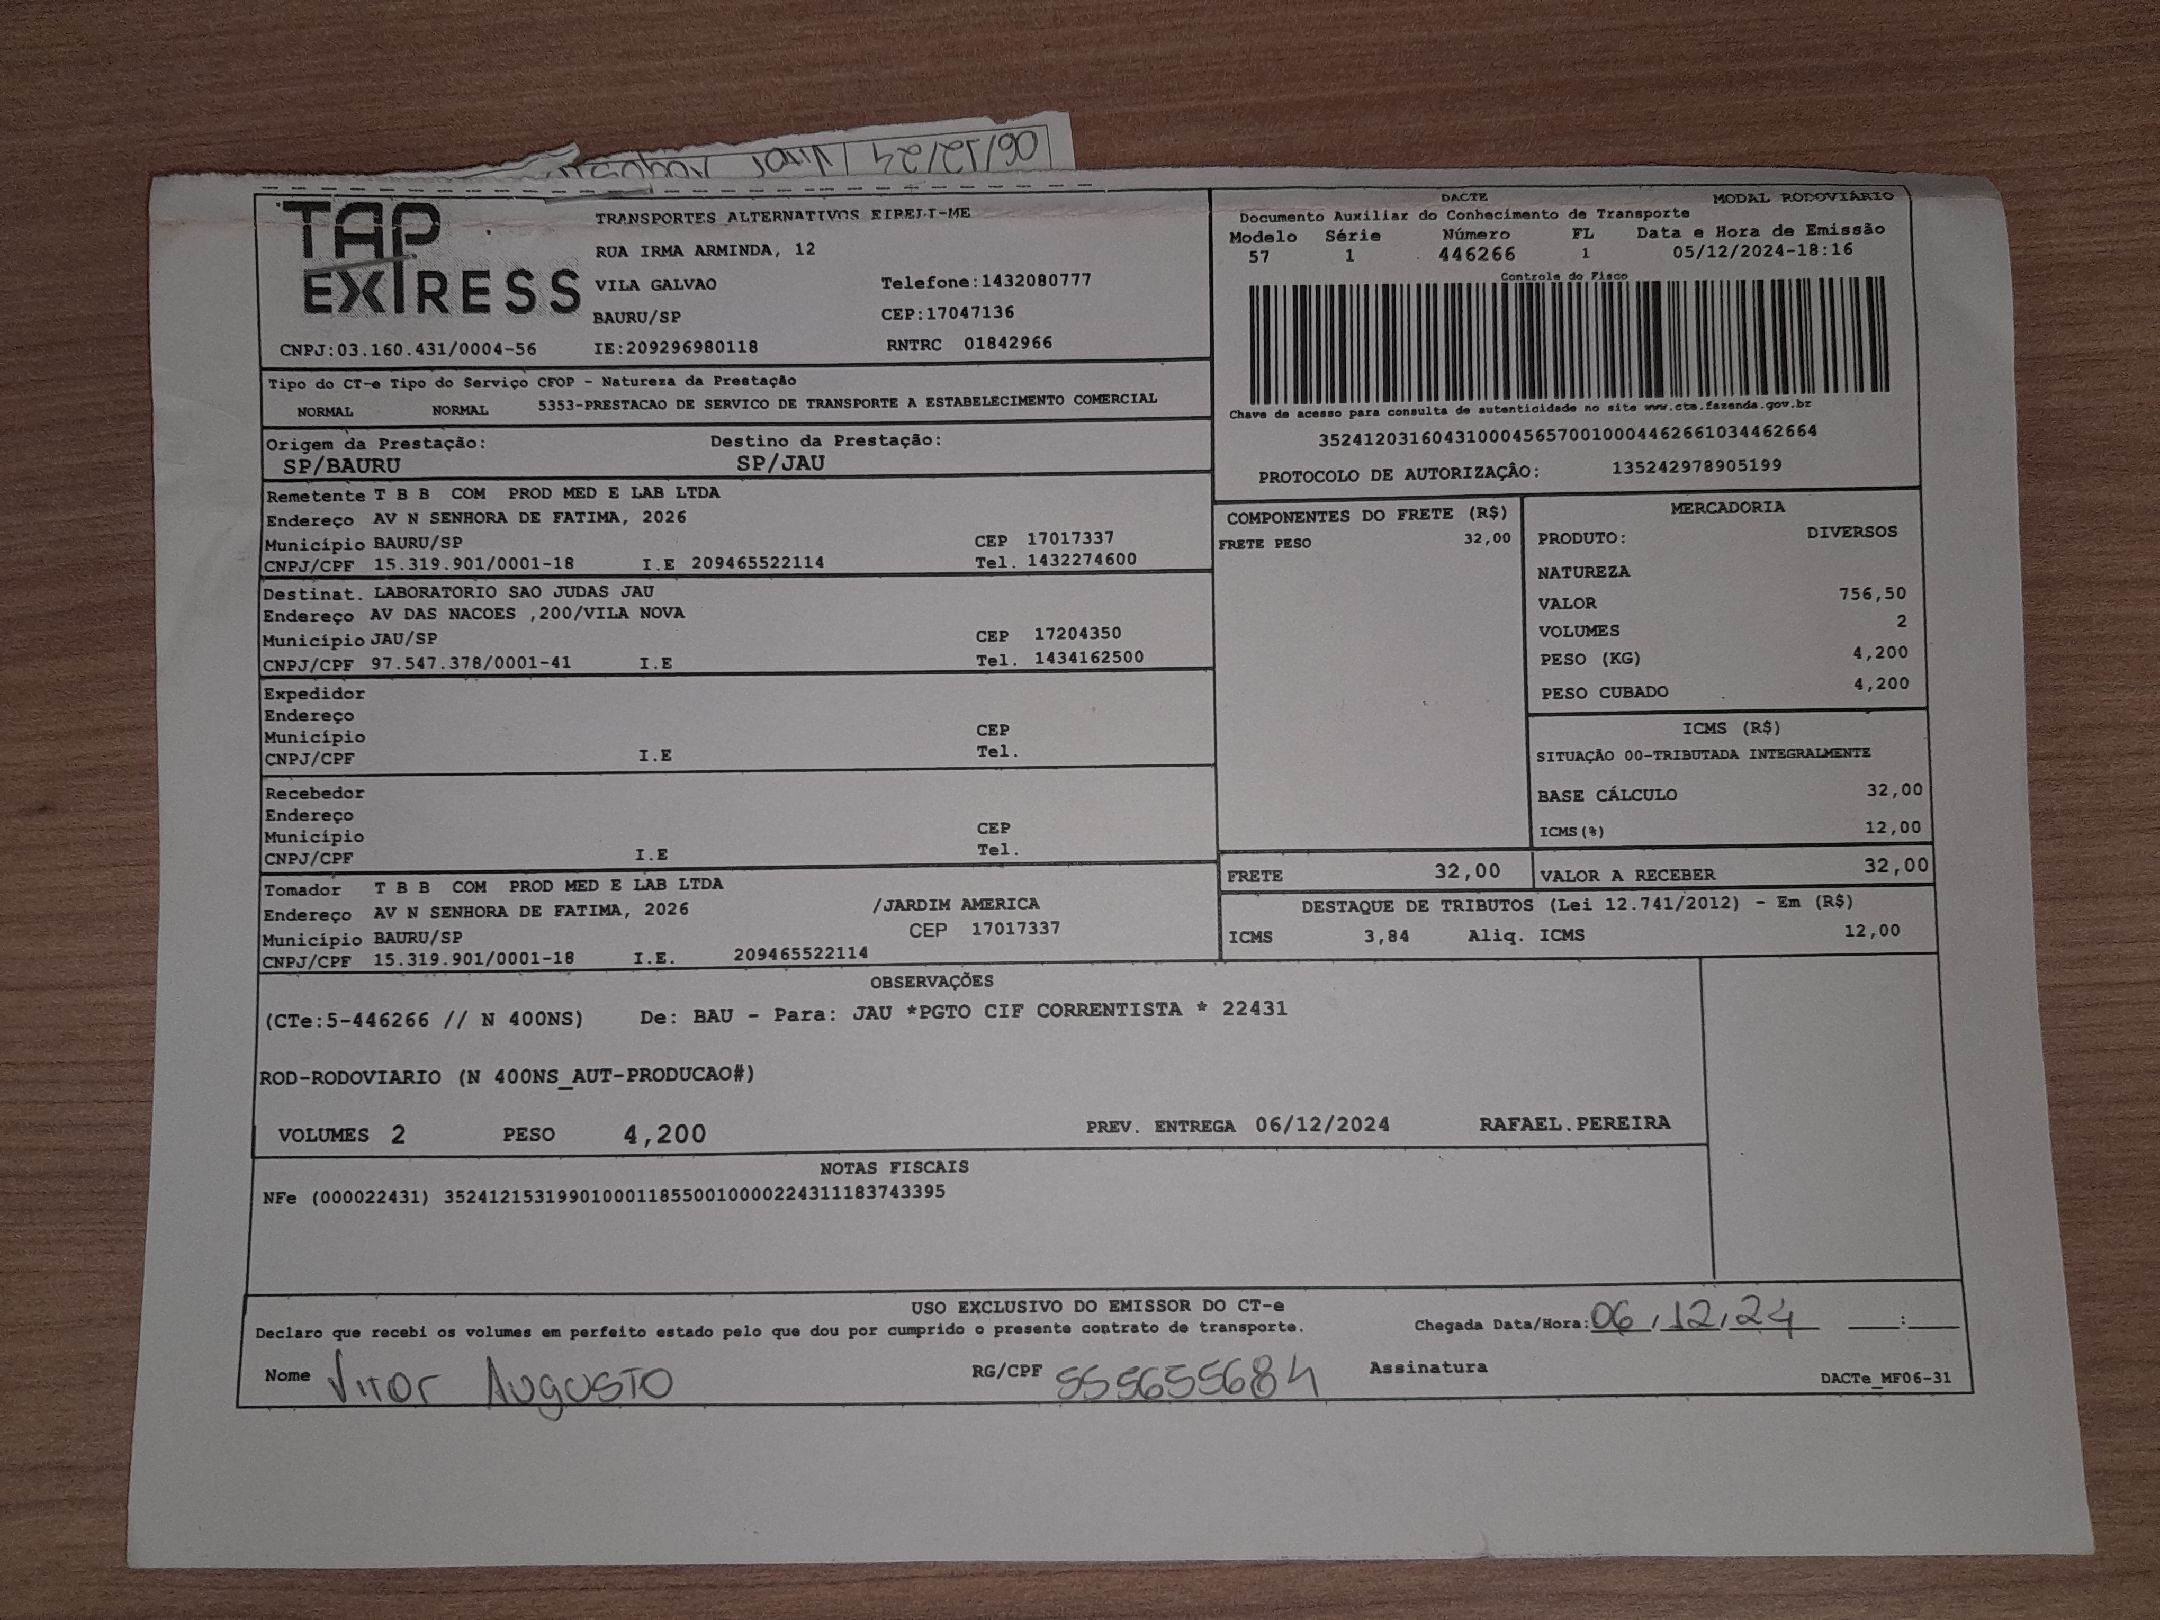 06/12/24 Vitor Augusto
TAP EXPRESS
TRANSPORTES ALTERNATIVOS EIRELI-ME
RUA IRMA ARMINDA, 12
VILA GALVAO Telefone:1432080777
BAURU/SP CEP:17047136
CNPJ:03.160.431/0004-56 IE:209296980118 RNTRC 01842966
DACTE MODAL RODOVIÁRIO
Documento Auxiliar do Conhecimento de Transporte
Modelo Série Número FL Data e Hora de Emissão
57 1 446266 1 05/12/2024-18:16
Controle do Fisco
Chave de acesso para consulta de autenticidade no site www.cte.fazenda.gov.br
35241203160431000456570010004462661034462664
PROTOCOLO DE AUTORIZAÇÂO: 135242978905199
Tipo do CT-e Tipo do Serviço CFOP - Natureza da Prestação
NORMAL NORMAL 5353-PRESTACAO DE SERVICO DE TRANSPORTE A ESTABELECIMENTO COMERCIAL
Origem da Prestação: Destino da Prestação:
SP/BAURU SP/JAU
Remetente T B B COM PROD MED E LAB LTDA
Endereço AV N SENHORA DE FATIMA, 2026
Município BAURU/SP CEP 17017337
CNPJ/CPF 15.319.901/0001-18 I.E 209465522114 Tel. 1432274600
Destinat. LABORATORIO SAO JUDAS JAU
Endereço AV DAS NACOES ,200/VILA NOVA
Município JAU/SP CEP 17204350
CNPJ/CPF 97.547.378/0001-41 I.E Tel. 1434162500
Expedidor
Endereço
Município CEP
CNPJ/CPF I.E Tel.
Recebedor
Endereço
Município CEP
CNPJ/CPF I.E Tel.
Tomador T B B COM PROD MED E LAB LTDA
Endereço AV N SENHORA DE FATIMA, 2026 /JARDIM AMERICA
Município BAURU/SP CEP 17017337
CNPJ/CPF 15.319.901/0001-18 I.E. 209465522114
COMPONENTES DO FRETE (R$)
FRETE PESO 32,00
MERCADORIA
PRODUTO: DIVERSOS
NATUREZA
VALOR 756,50
VOLUMES 2
PESO (KG) 4,200
PESO CUBADO 4,200
ICMS (R$)
SITUAÇÃO 00-TRIBUTADA INTEGRALMENTE
BASE CÁLCULO 32,00
ICMS(%) 12,00
FRETE 32,00 VALOR A RECEBER 32,00
DESTAQUE DE TRIBUTOS (Lei 12.741/2012) - Em (R$)
ICMS 3,84 Aliq. ICMS 12,00
OBSERVAÇÕES
(CTe:5-446266 // N 400NS) De: BAU - Para: JAU *PGTO CIF CORRENTISTA * 22431
ROD-RODOVIARIO (N 400NS_AUT-PRODUCAO#)
VOLUMES 2 PESO 4,200 PREV. ENTREGA 06/12/2024 RAFAEL.PEREIRA
NOTAS FISCAIS
NFe (000022431) 35241215319901000118550010000224311183743395
USO EXCLUSIVO DO EMISSOR DO CT-e
Declaro que recebi os volumes em perfeito estado pelo que dou por cumprido o presente contrato de transporte. Chegada Data/Hora: 06/12/24 __:__
Nome Vitor Augusto RG/CPF 555655684 Assinatura
DACTe_MF06-31